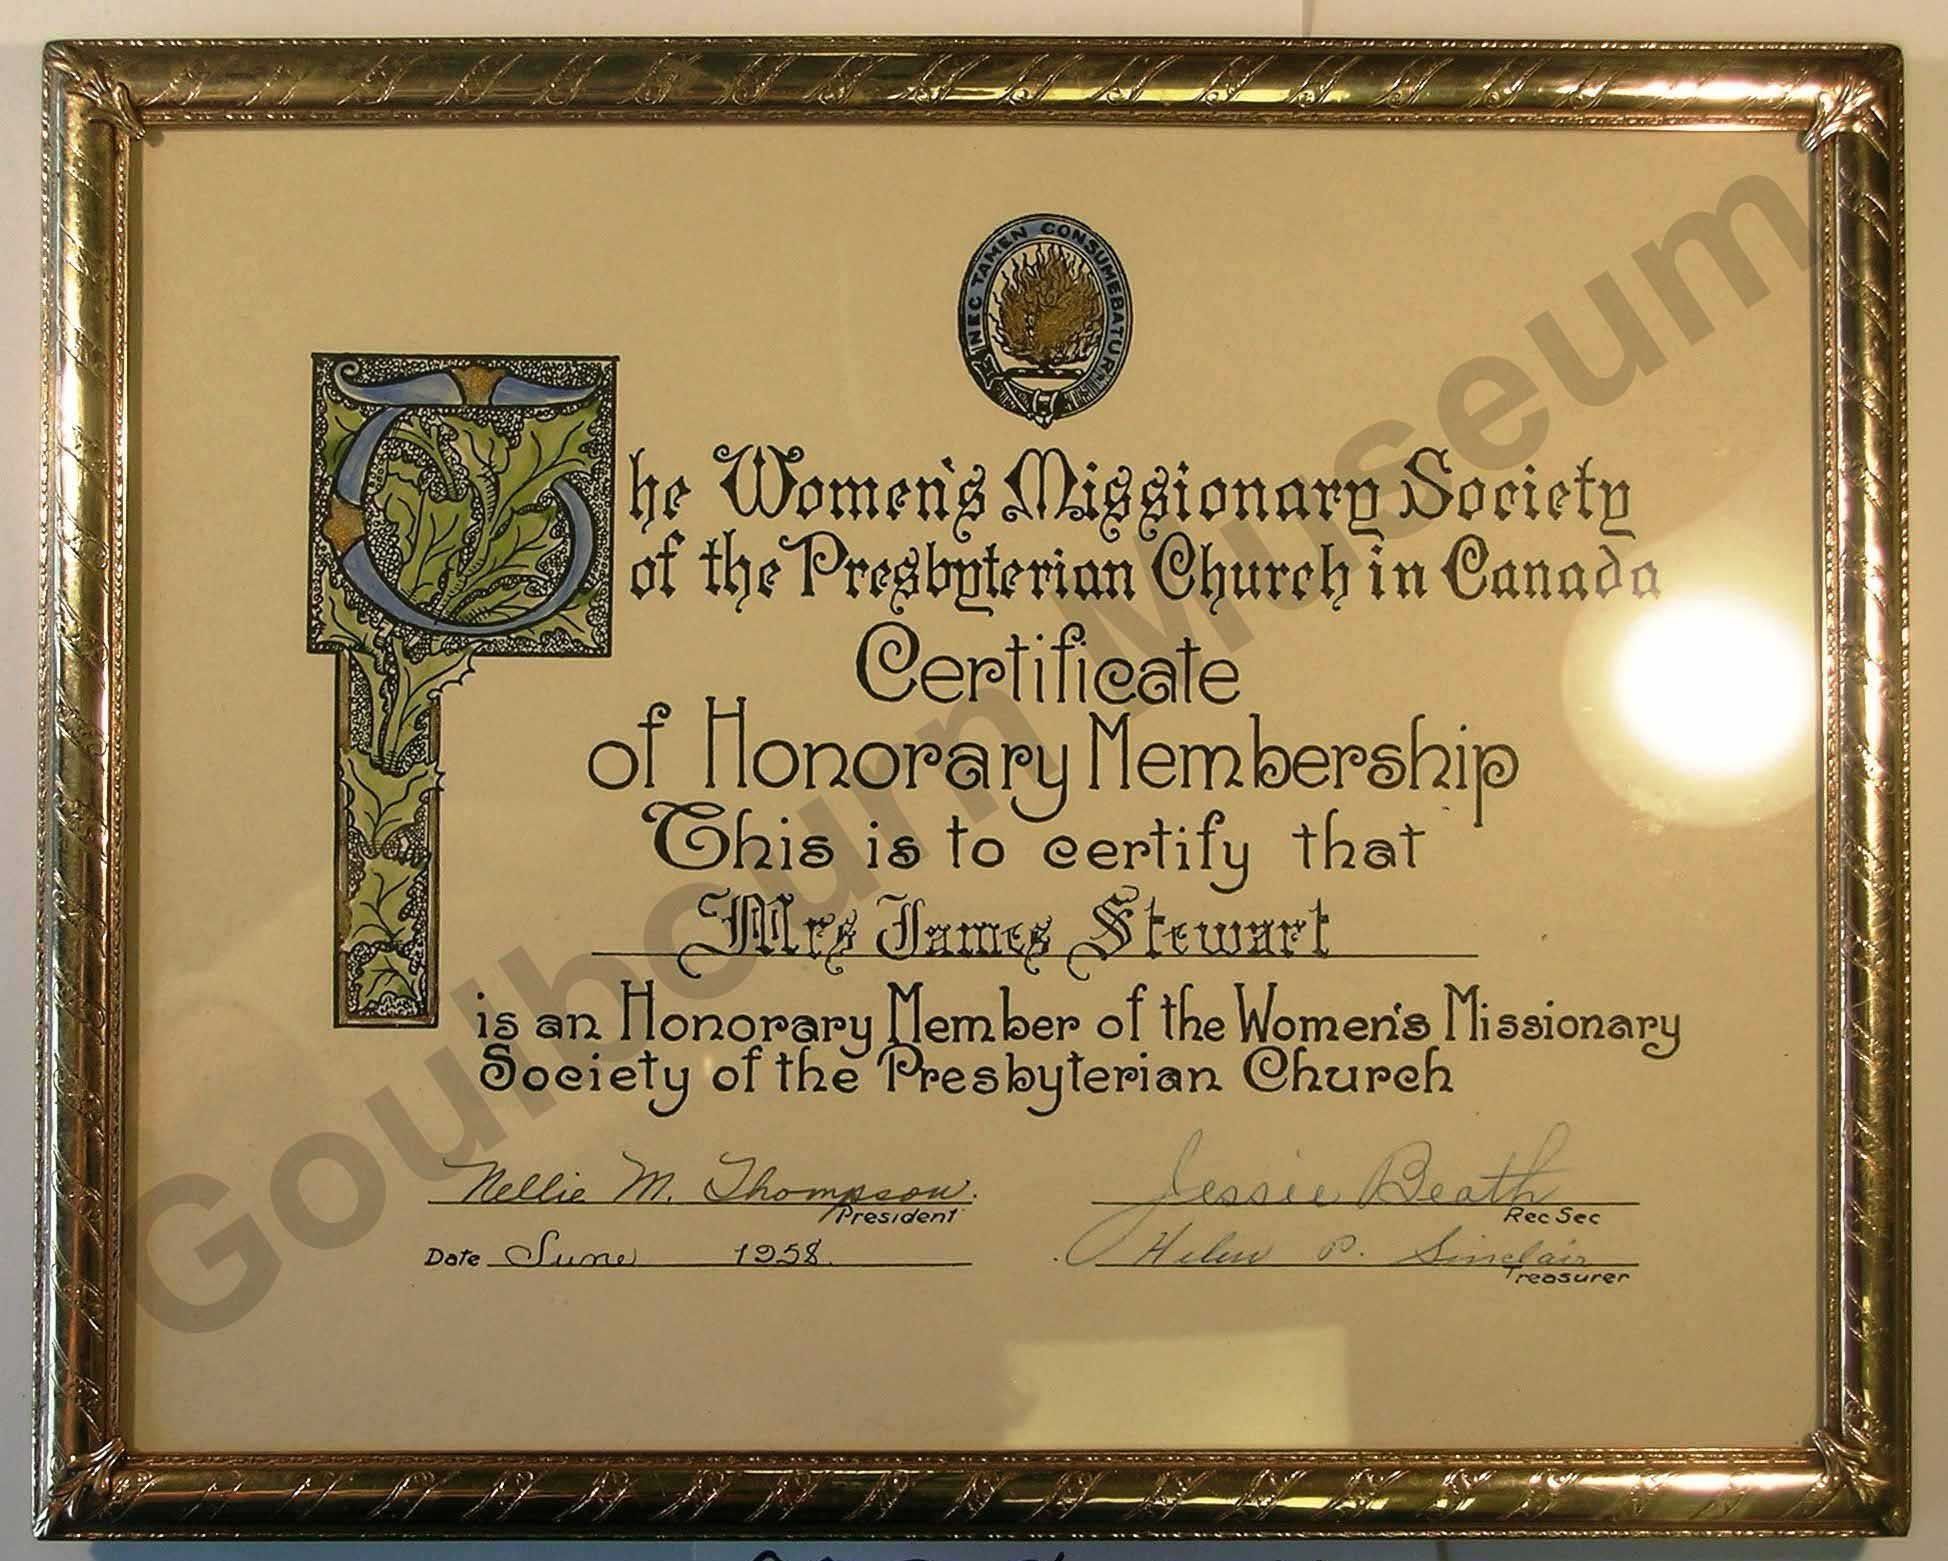 NEC TAMEN CONSUMEBATUR
The Women's Missionary Society
of the Presbyterian Church in Canada
Certificate
of Honorary Membership
This is to certify that
Mrs James Stewart
is an Honorary Member of the Women's Missionary
Society of the Presbyterian Church
Nellie M. Thompson.
President
Jessie Beath
Rec Sec
Date June 1958.
Helen P. Sinclair
Treasurer
Goulbourn Museum